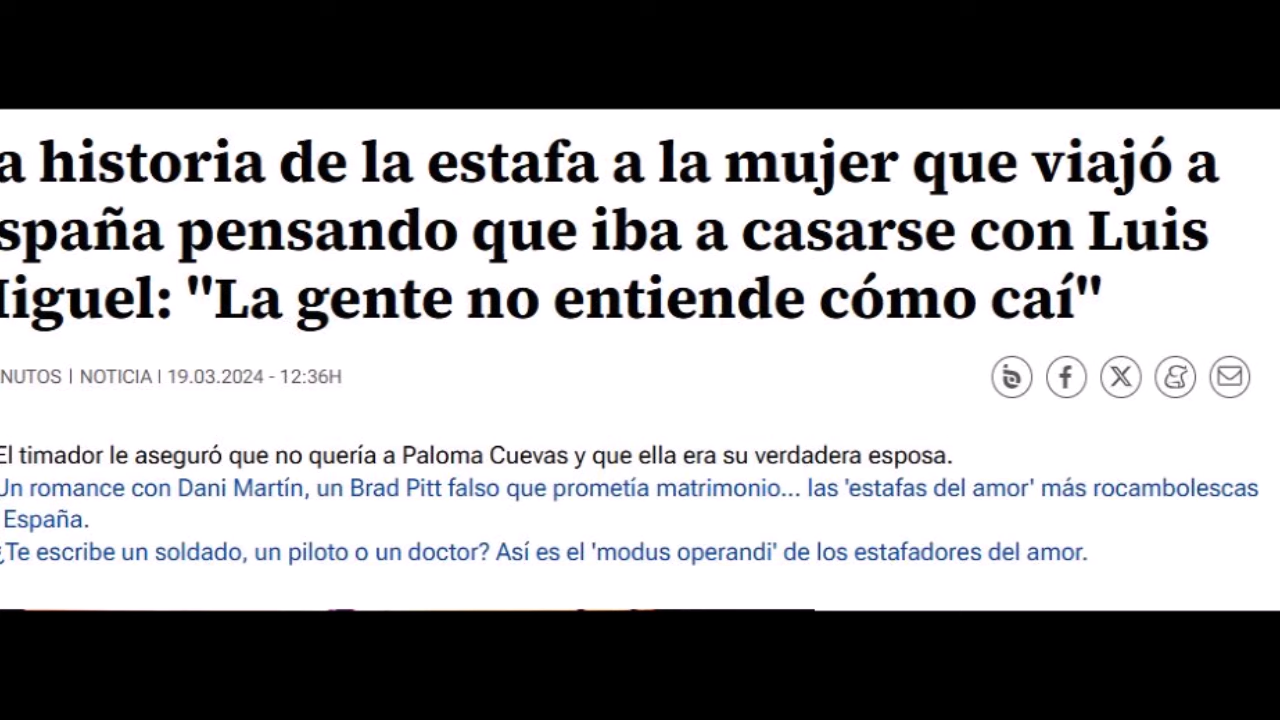 a historia de la estafa a la mujer que viajó a
spaña pensando que iba a casarse con Luis
iguel: "La gente no entiende cómo caí"
NUTOS | NOTICIA | 19.03.2024 - 12:36H
El timador le aseguró que no quería a Paloma Cuevas y que ella era su verdadera esposa.
Un romance con Dani Martín, un Brad Pitt falso que prometía matrimonio... las 'estafas del amor' más rocambolescas
España.
¿Te escribe un soldado, un piloto o un doctor? Así es el 'modus operandi' de los estafadores del amor.